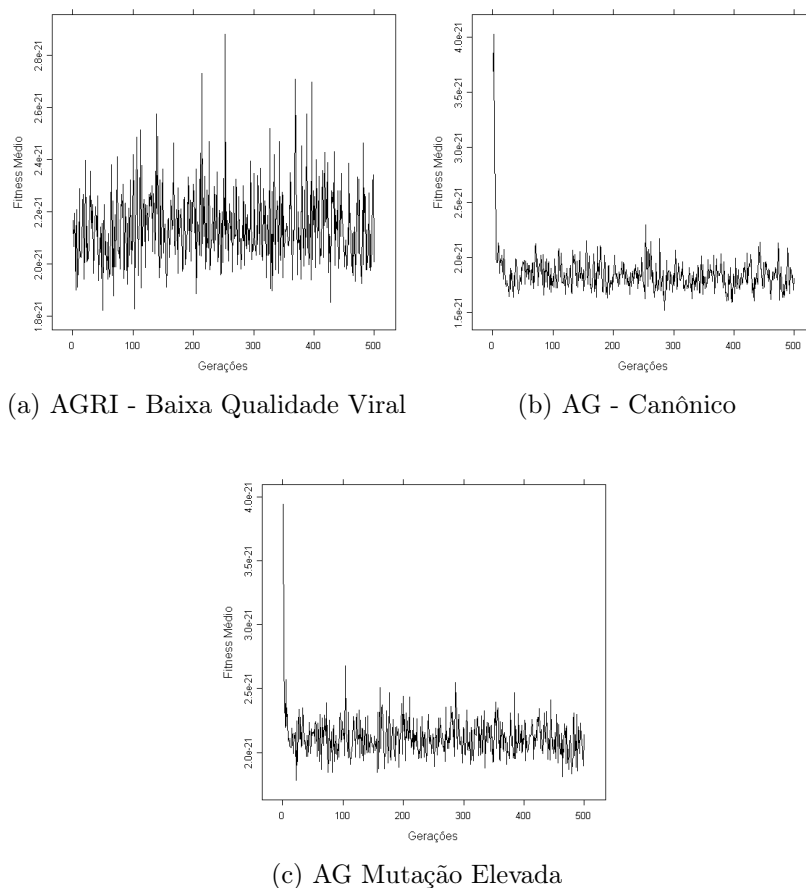 Fitness Médio
1.8e-21 2.0e-21 2.2e-21 2.4e-21 2.6e-21 2.8e-21
0 100 200 300 400 500
Gerações
(a) AGRI - Baixa Qualidade Viral
Fitness Médio
1.5e-21 2.0e-21 2.5e-21 3.0e-21 3.5e-21 4.0e-21
0 100 200 300 400 500
Gerações
(b) AG - Canônico
Fitness Médio
2.0e-21 2.5e-21 3.0e-21 3.5e-21 4.0e-21
0 100 200 300 400 500
Gerações
(c) AG Mutação Elevada